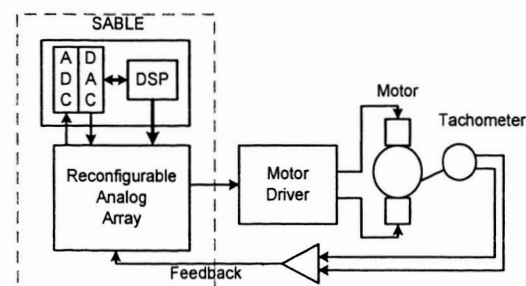 SABLE
A
D
C
D
A
C
DSP
Reconfigurable
Analog
Array
Motor
Driver
Motor
Tachometer
Feedback